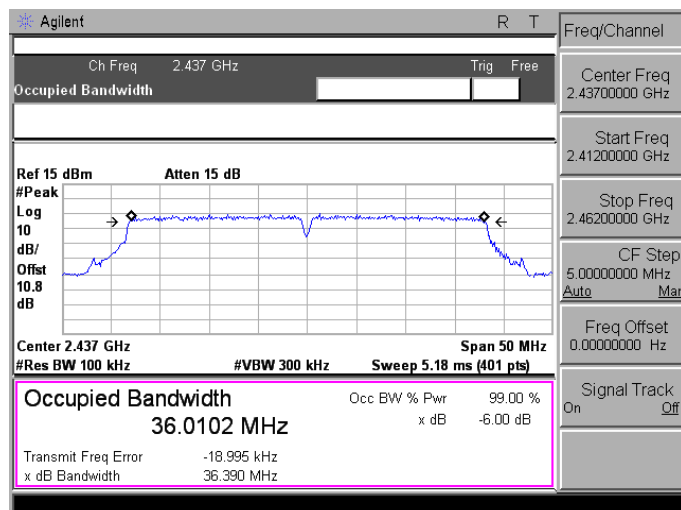 Agilent R T
Ch Freq 2.437 GHz Trig Free
Occupied Bandwidth
Ref 15 dBm Atten 15 dB
#Peak
Log
10
dB/
Offst
10.8
dB
Center 2.437 GHz Span 50 MHz
#Res BW 100 kHz #VBW 300 kHz Sweep 5.18 ms (401 pts)
Occupied Bandwidth
36.0102 MHz
Occ BW % Pwr 99.00 %
x dB -6.00 dB
Transmit Freq Error -18.995 kHz
x dB Bandwidth 36.390 MHz
Freq/Channel
Center Freq
2.43700000 GHz
Start Freq
2.41200000 GHz
Stop Freq
2.46200000 GHz
CF Step
5.00000000 MHz
Auto Mar
Freq Offset
0.00000000 Hz
Signal Track
On Off